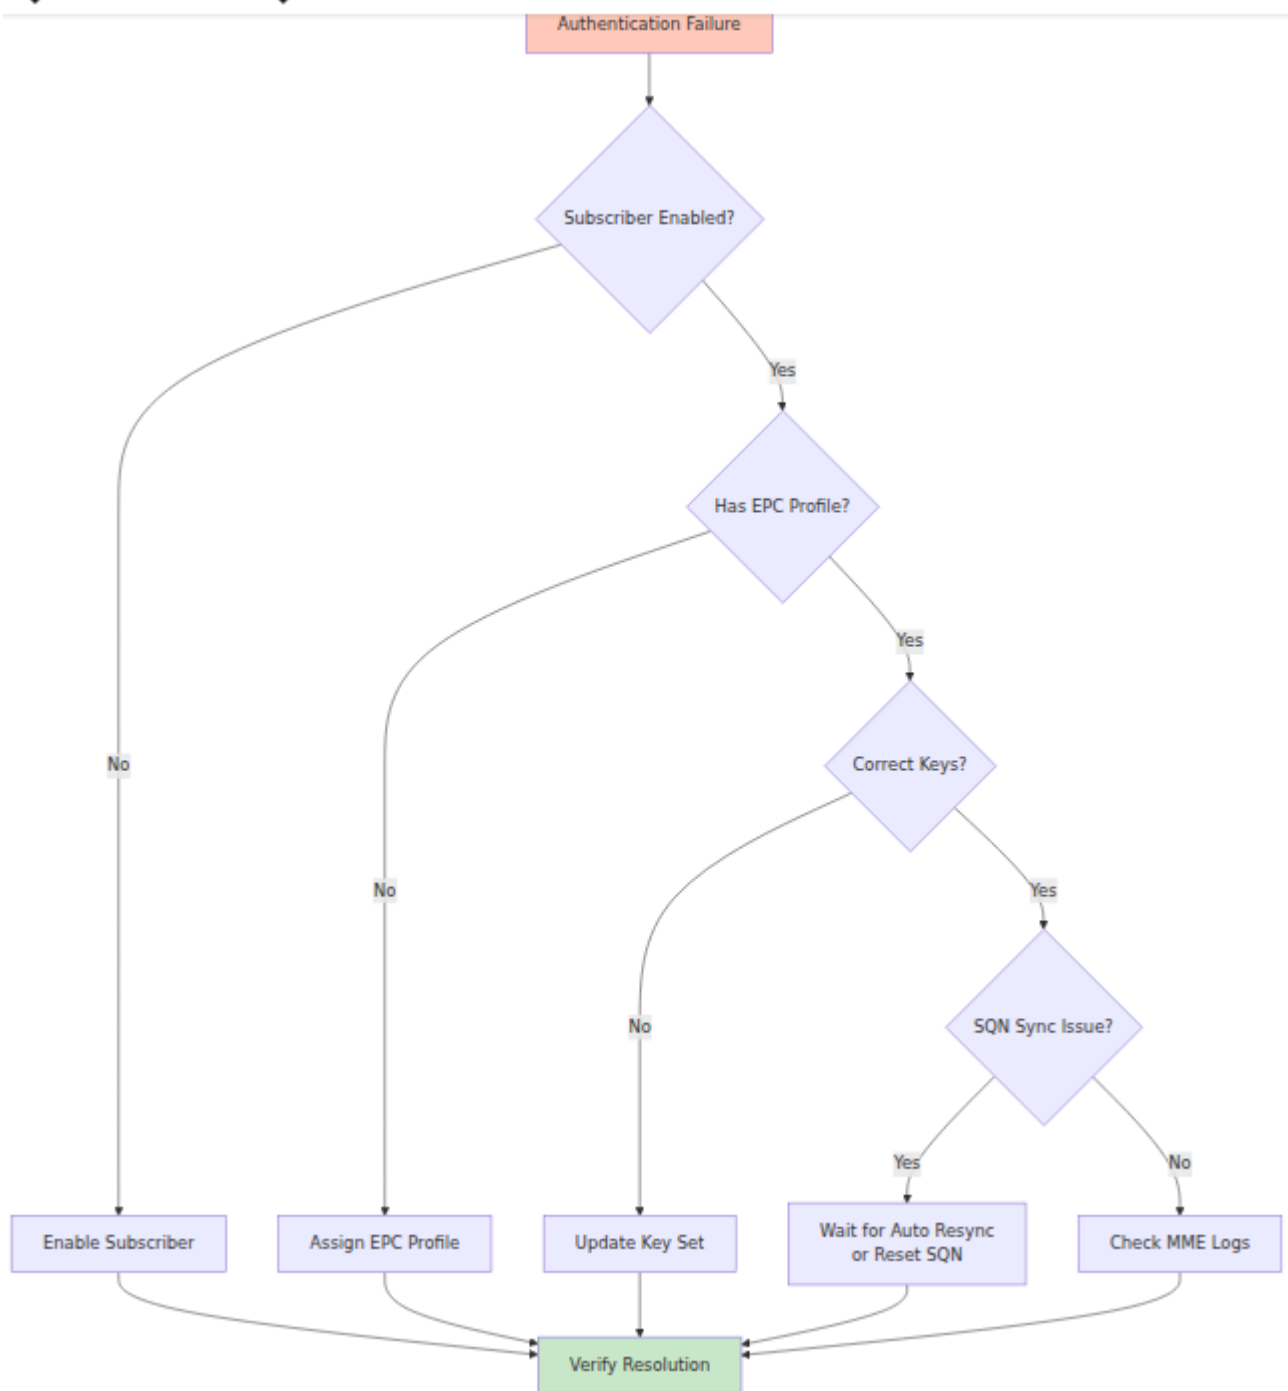 Authentication Failure
Subscriber Enabled?
Yes
Has EPC Profile?
Yes
No
Correct Keys?
No
Yes
No
SQN Sync Issue?
Yes
No
Enable Subscriber
Assign EPC Profile
Update Key Set
Wait for Auto Resync
or Reset SQN
Check MME Logs
Verify Resolution